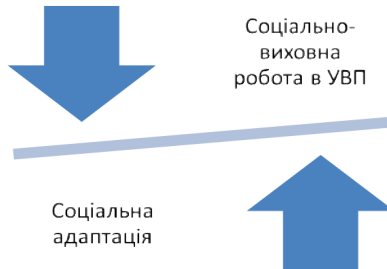 Соціально-
виховна
робота в УВП
Соціальна
адаптація